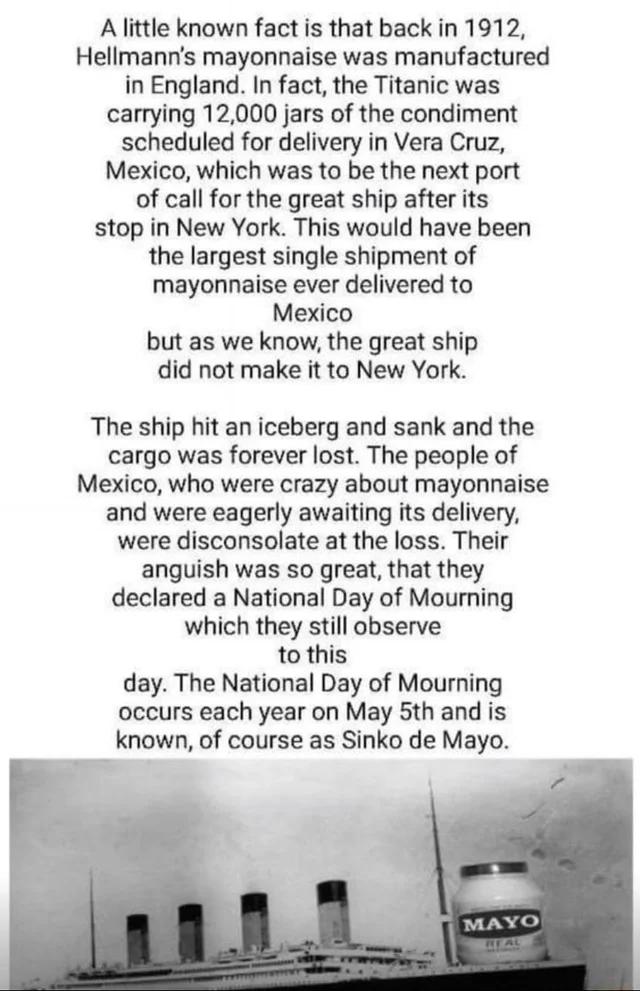 A little known fact is that back in 1912,
Hellmann's mayonnaise was manufactured
in England. In fact, the Titanic was
carrying 12,000 jars of the condiment
scheduled for delivery in Vera Cruz,
Mexico, which was to be the next port
of call for the great ship after its
stop in New York. This would have been
the largest single shipment of
mayonnaise ever delivered to
Mexico
but as we know, the great ship
did not make it to New York.
The ship hit an iceberg and sank and the
cargo was forever lost. The people of
Mexico, who were crazy about mayonnaise
and were eagerly awaiting its delivery,
were disconsolate at the loss. Their
anguish was so great, that they
declared a National Day of Mourning
which they still observe
to this
day. The National Day of Mourning
occurs each year on May 5th and is
known, of course as Sinko de Mayo.
MAYO
REAL